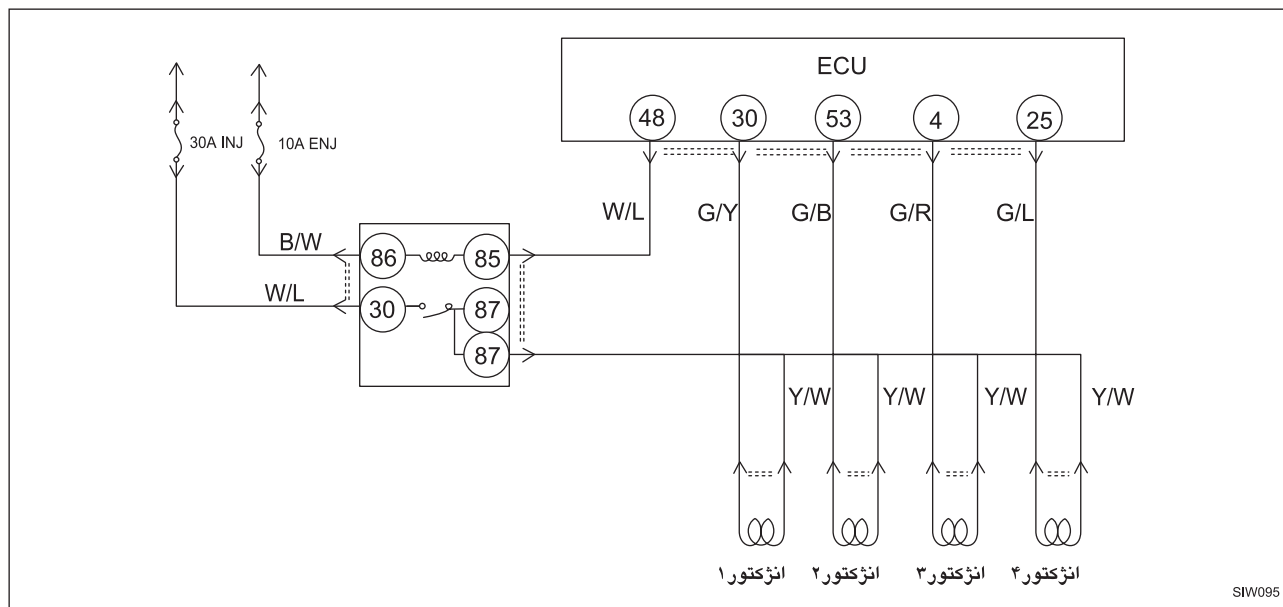 ECU
48 30 53 4 25
30A INJ 10A ENJ
W/L G/Y G/B G/R G/L
B/W
86 85
W/L
30 87
87
Y/W Y/W Y/W Y/W
انژکتور۱ انژکتور۲ انژکتور۳ انژکتور۴
SIW095